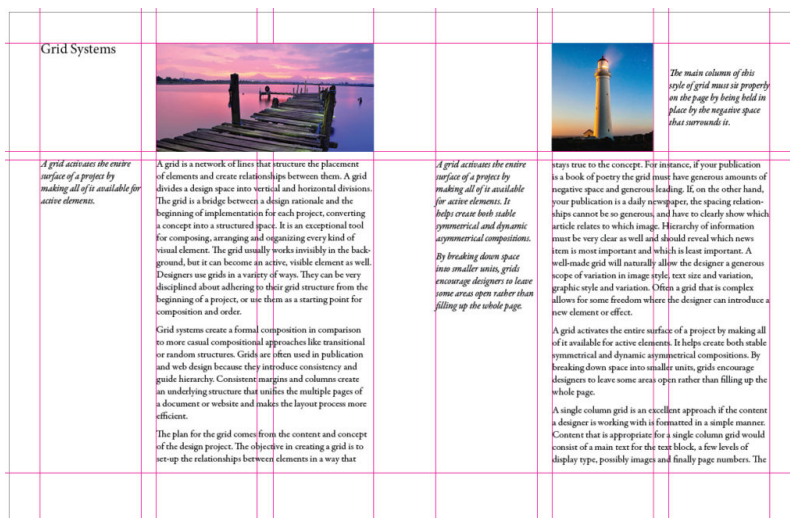 Grid Systems
A grid activates the entire
surface of a project by
making all of it available for
active elements.
A grid is a network of lines that structure the placement
of elements and create relationships between them. A grid
divides a design space into vertical and horizontal divisions.
The grid is a bridge between a design rationale and the
beginning of implementation for each project, converting
a concept into a structured space. It is an exceptional tool
for composing, arranging and organizing every kind of
visual element. The grid usually works invisibly in the back-
ground, but it can become an active, visible element as well.
Designers use grids in a variety of ways. They can be very
disciplined about adhering to their grid structure from the
beginning of a project, or use them as a starting point for
composition and order.
Grid systems create a formal composition in comparison
to more casual compositional approaches like transitional
or random structures. Grids are often used in publication
and web design because they introduce consistency and
guide hierarchy. Consistent margins and columns create
an underlying structure that unifies the multiple pages of
a document or website and makes the layout process more
efficient.
The plan for the grid comes from the content and concept
of the design project. The objective in creating a grid is to
set-up the relationships between elements in a way that
A grid activates the entire
surface of a project by
making all of it available
for active elements. It
helps create both stable
symmetrical and dynamic
asymmetrical compositions.
By breaking down space
into smaller units, grids
encourage designers to leave
some areas open rather than
filling up the whole page.
The main column of this
style of grid must sit properly
on the page by being held in
place by the negative space
that surrounds it.
stays true to the concept. For instance, if your publication
is a book of poetry the grid must have generous amounts of
negative space and generous leading. If, on the other hand,
your publication is a daily newspaper, the spacing relation-
ships cannot be so generous, and have to clearly show which
article relates to which image. Hierarchy of information
must be very clear as well and should reveal which news
item is most important and which is least important. A
well-made grid will naturally allow the designer a generous
scope of variation in image style, text size and variation,
graphic style and variation. Often a grid that is complex
allows for some freedom where the designer can introduce a
new element or effect.
A grid activates the entire surface of a project by making all
of it available for active elements. It helps create both stable
symmetrical and dynamic asymmetrical compositions. By
breaking down space into smaller units, grids encourage
designers to leave some areas open rather than filling up the
whole page.
A single column grid is an excellent approach if the content
a designer is working with is formatted in a simple manner.
Content that is appropriate for a single column grid would
consist of a main text for the text block, a few levels of
display type, possibly images and finally page numbers. The